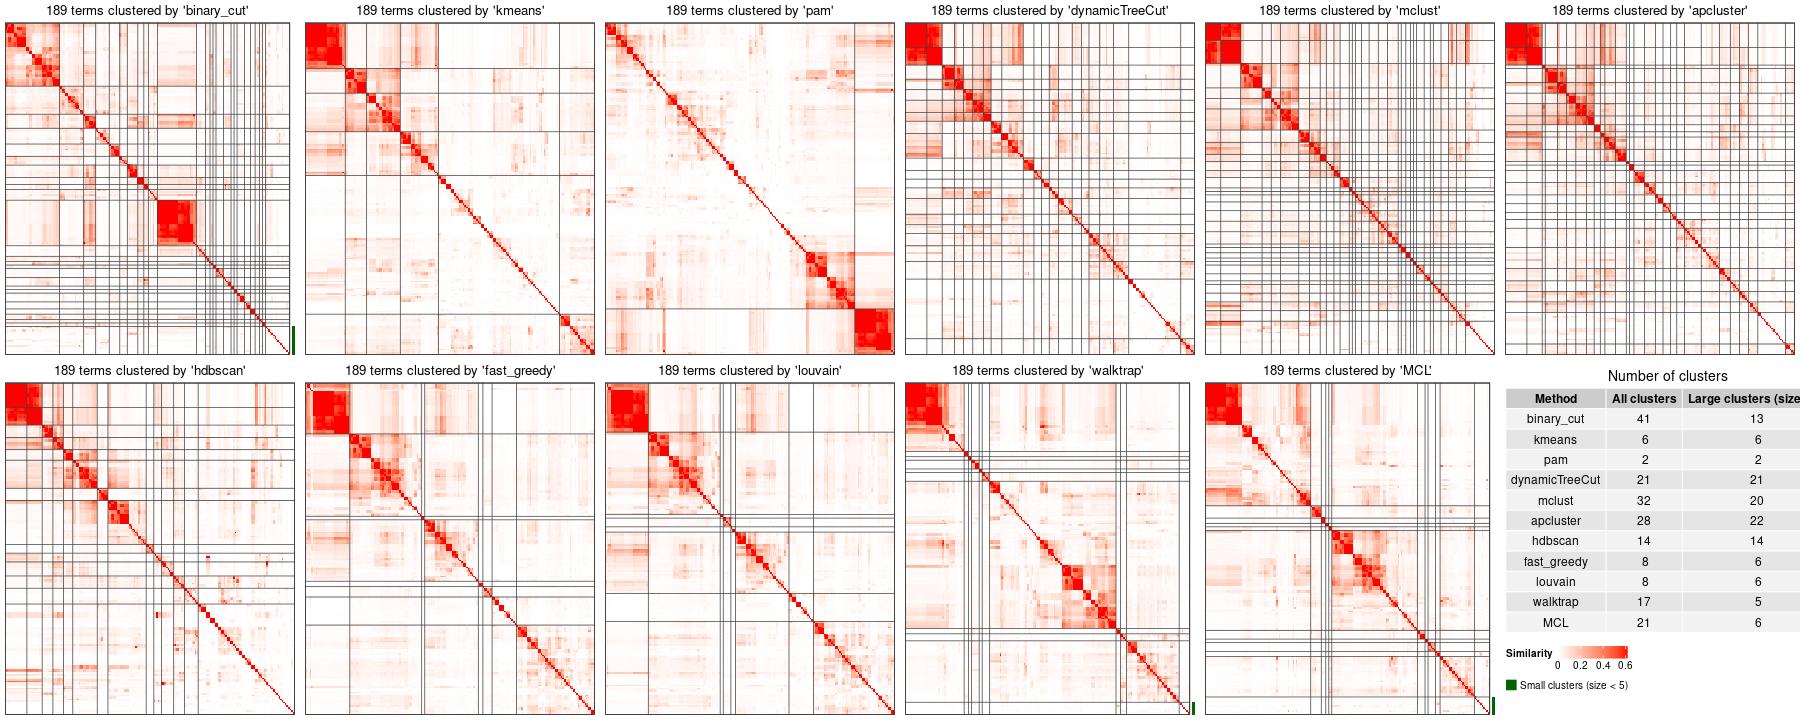 189 terms clustered by 'binary_cut'
189 terms clustered by 'kmeans'
189 terms clustered by 'pam'
189 terms clustered by 'dynamicTreeCut'
189 terms clustered by 'mclust'
189 terms clustered by 'apcluster'
189 terms clustered by 'hdbscan'
189 terms clustered by 'fast_greedy'
189 terms clustered by 'louvain'
189 terms clustered by 'walktrap'
189 terms clustered by 'MCL'
Number of clusters
Method All clusters Large clusters (size
binary_cut 41 13
kmeans 6 6
pam 2 2
dynamicTreeCut 21 21
mclust 32 20
apcluster 28 22
hdbscan 14 14
fast_greedy 8 6
louvain 8 6
walktrap 17 5
MCL 21 6
Similarity
0 0.2 0.4 0.6
Small clusters (size < 5)